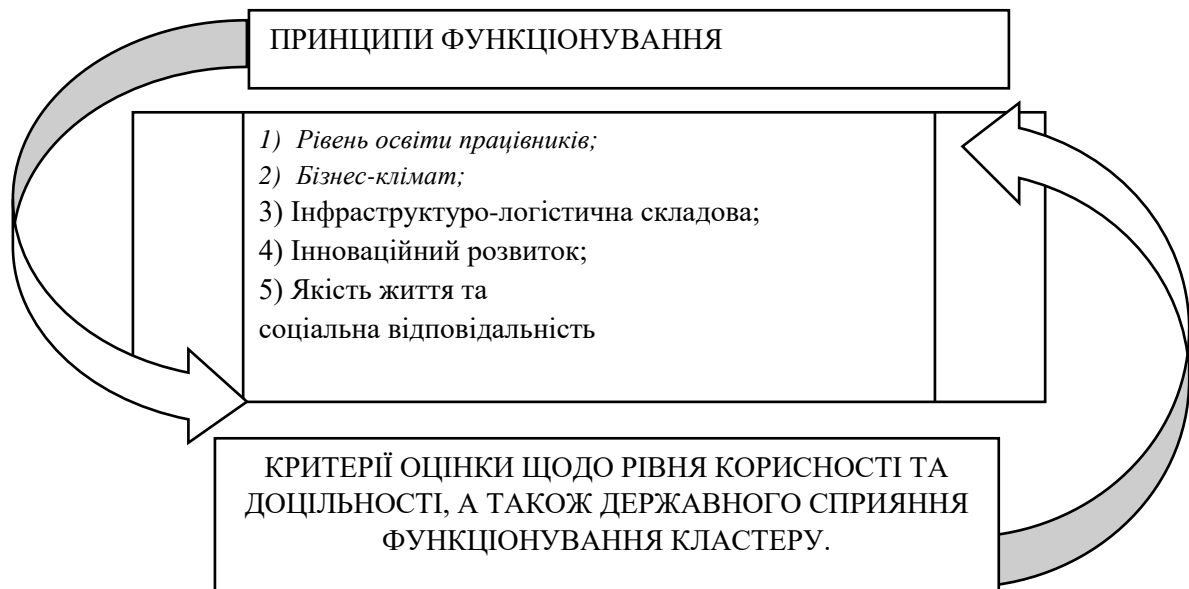 ПРИНЦИПИ ФУНКЦІОНУВАННЯ
1) Рівень освіти працівників;
2) Бізнес-клімат;
3) Інфраструктуро-логістична складова;
4) Інноваційний розвиток;
5) Якість життя та
соціальна відповідальність
КРИТЕРІЇ ОЦІНКИ ЩОДО РІВНЯ КОРИСНОСТІ ТА
ДОЦІЛЬНОСТІ, А ТАКОЖ ДЕРЖАВНОГО СПРИЯННЯ
ФУНКЦІОНУВАННЯ КЛАСТЕРУ.